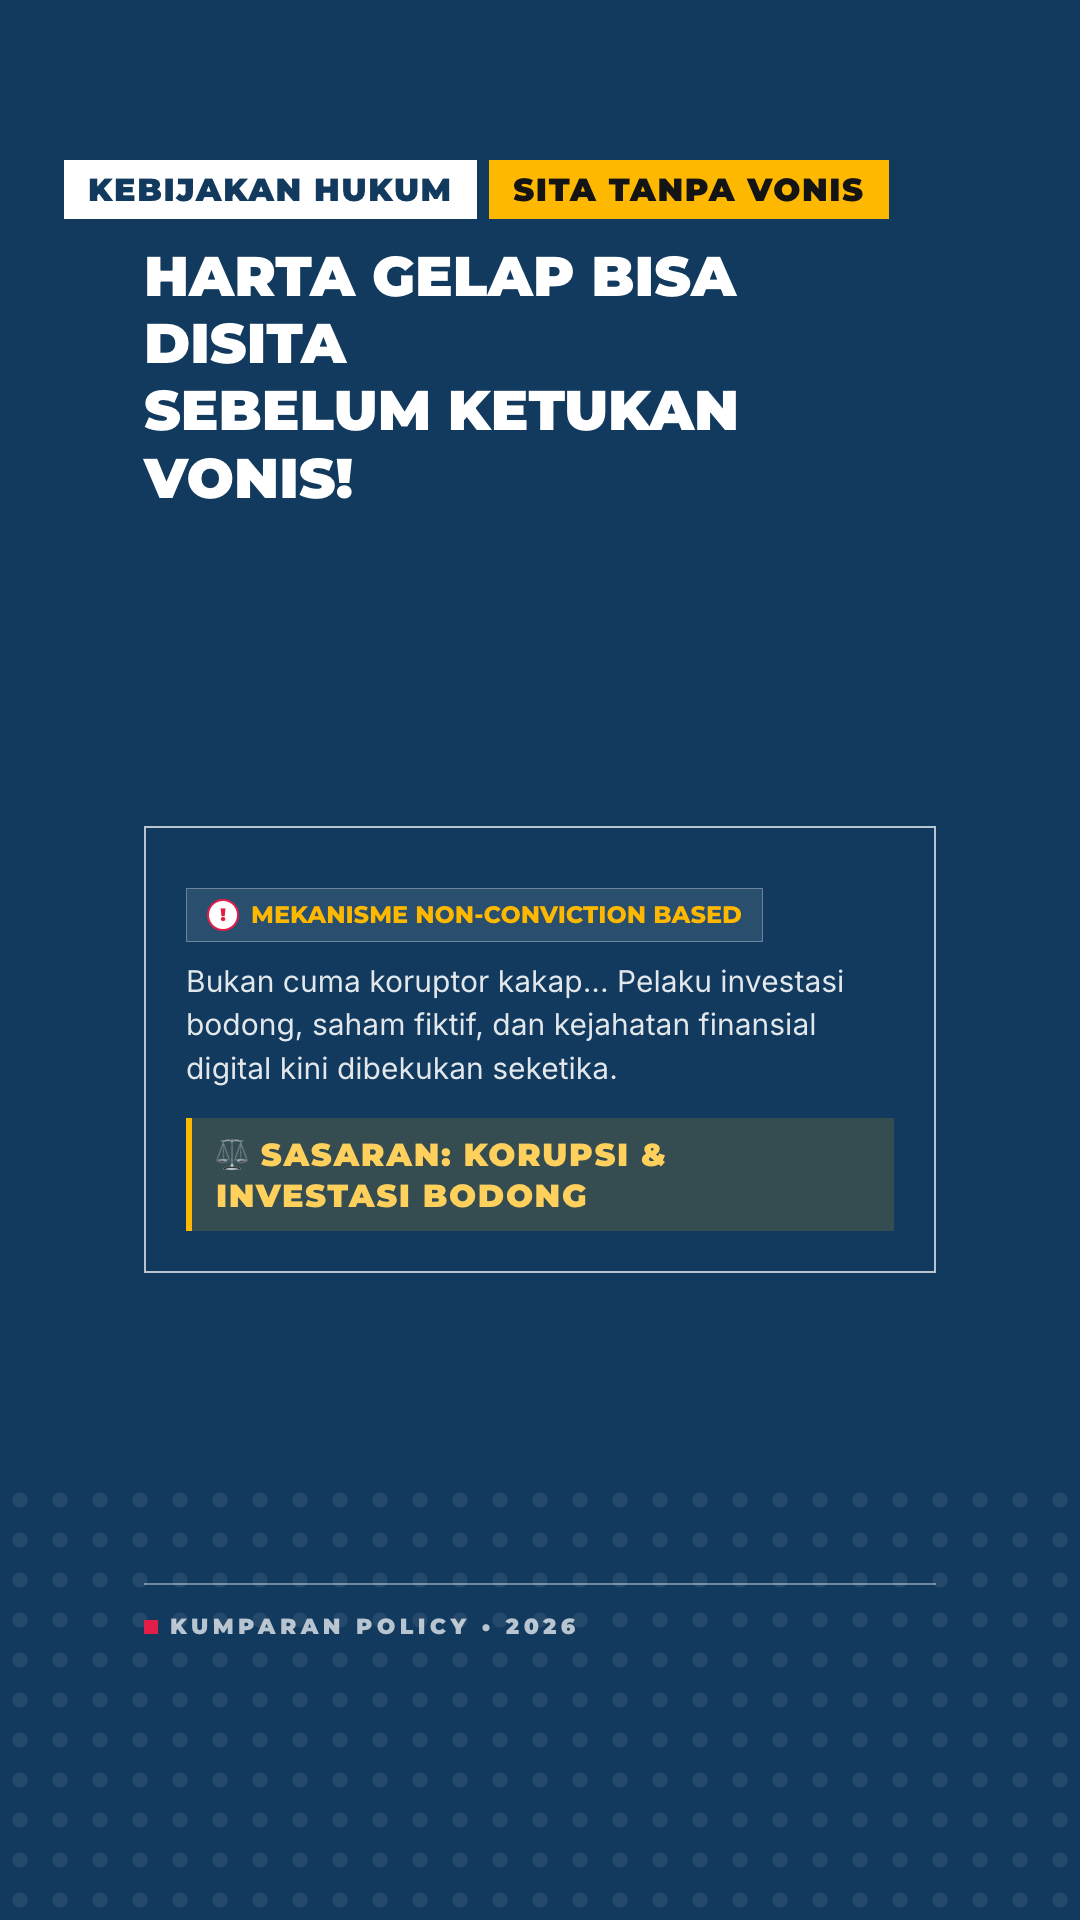 KEBIJAKAN HUKUM
SITA TANPA VONIS
HARTA GELAP BISA
DISITA
SEBELUM KETUKAN
VONIS!
! MEKANISME NON-CONVICTION BASED
Bukan cuma koruptor kakap... Pelaku investasi
bodong, saham fiktif, dan kejahatan finansial
digital kini dibekukan seketika.
⚖️ SASARAN: KORUPSI &
INVESTASI BODONG
KUMPARAN POLICY • 2026